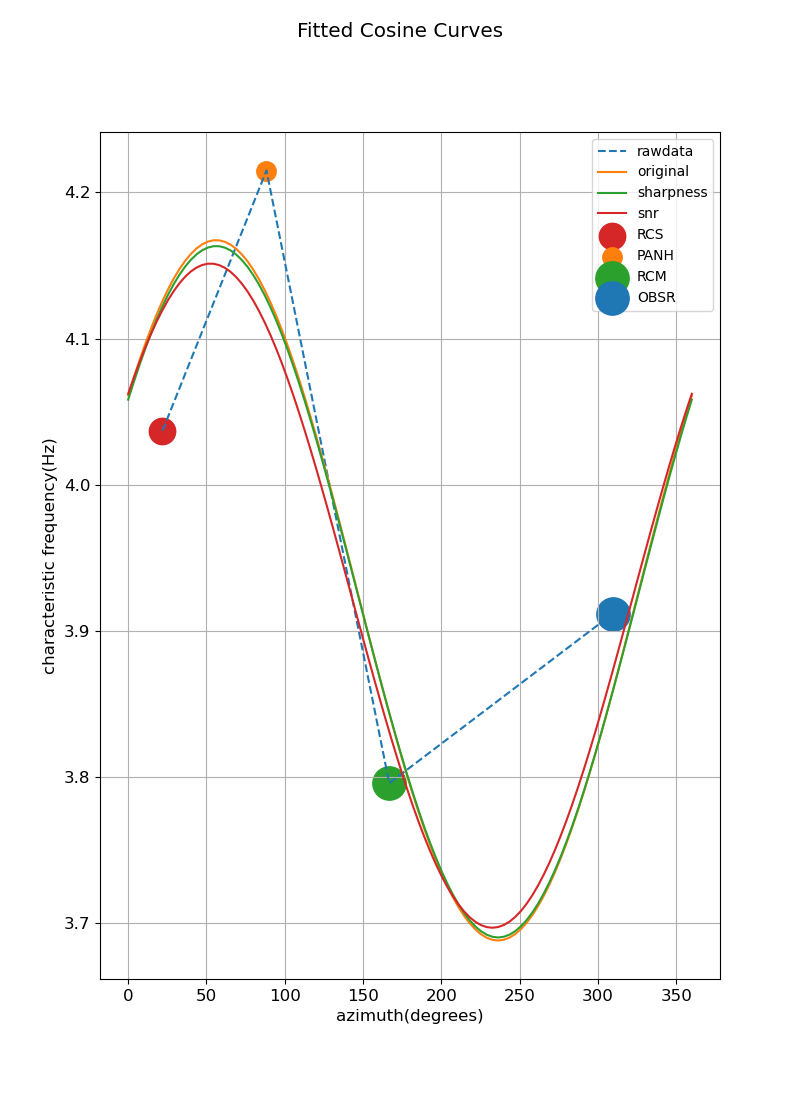 Fitted Cosine Curves
rawdata
original
sharpness
snr
RCS
PANH
RCM
OBSR
4.2
4.1
4.0
3.9
3.8
3.7
characteristic frequency(Hz)
0 50 100 150 200 250 300 350
azimuth(degrees)